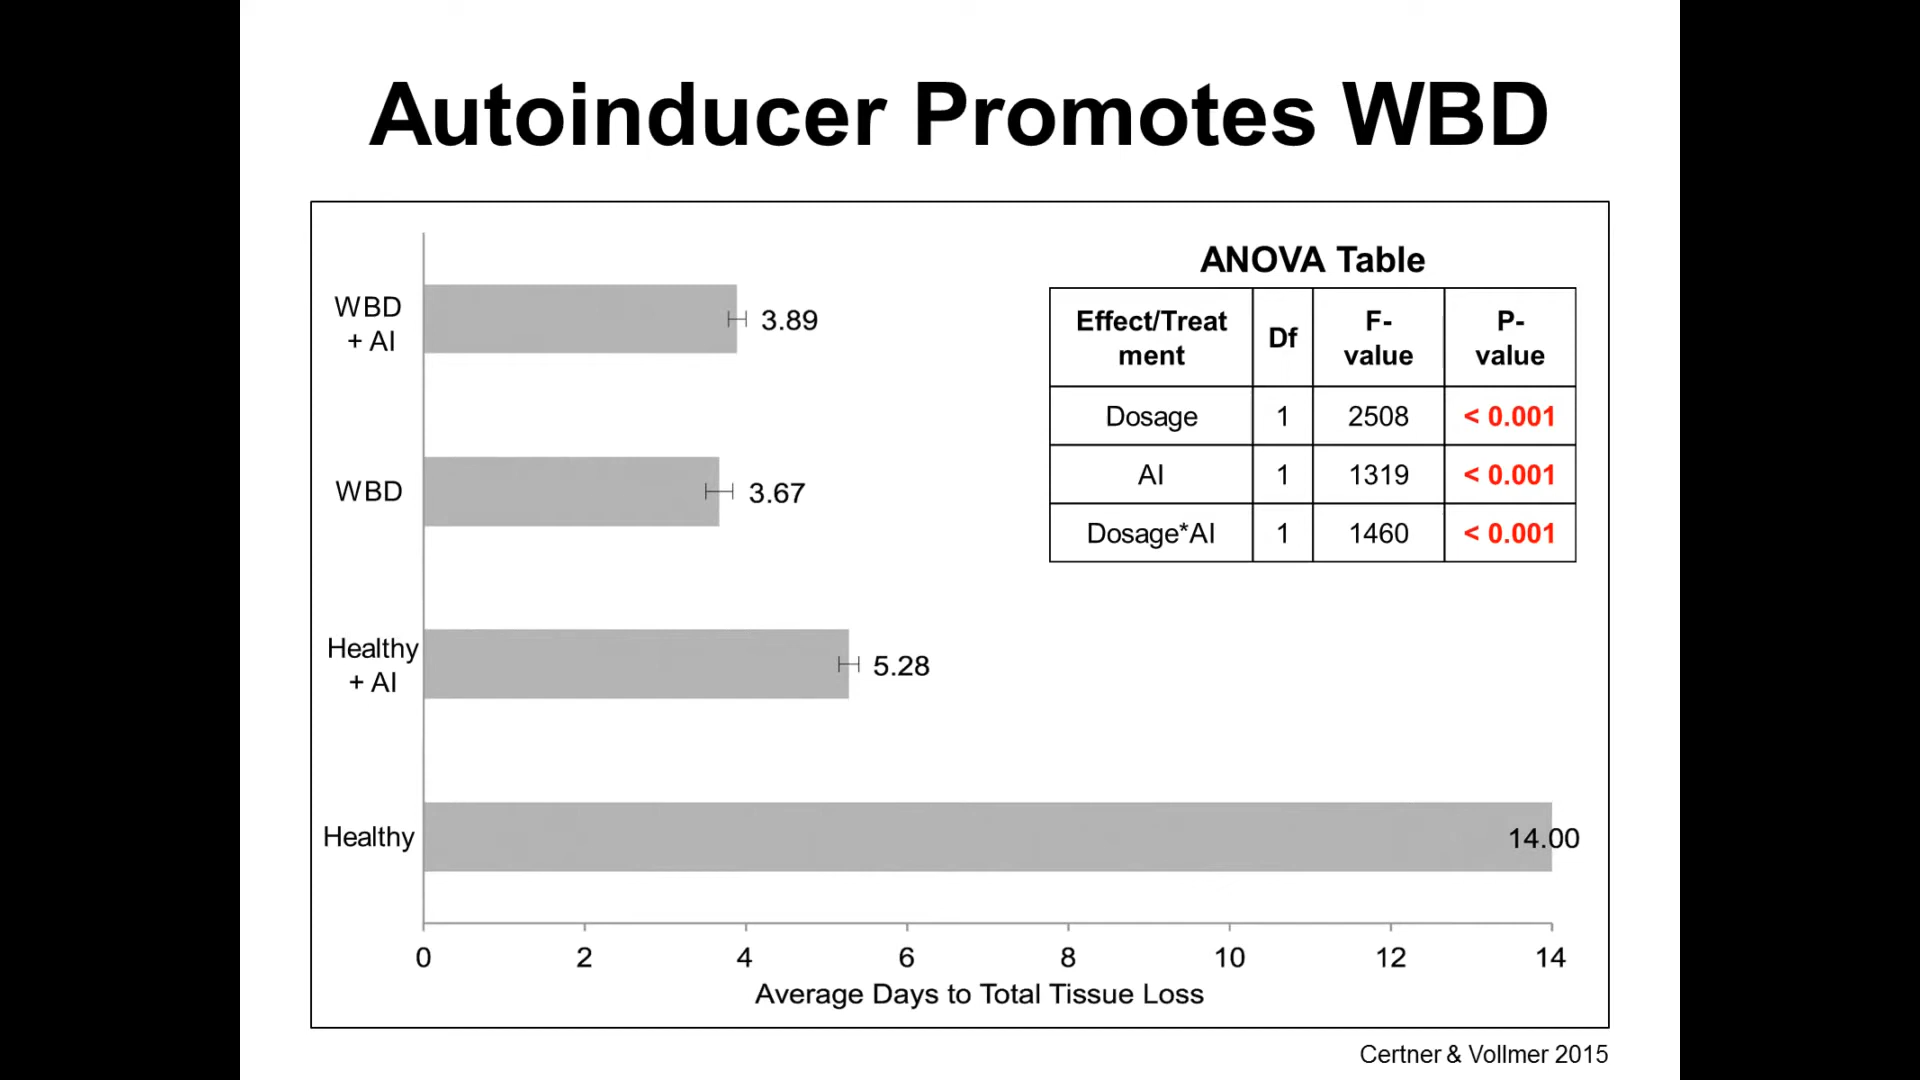 Autoinducer Promotes WBD
WBD
+ AI
3.89
WBD
3.67
Healthy
+ AI
5.28
Healthy
14.00
0 2 4 6 8 10 12 14
Average Days to Total Tissue Loss
ANOVA Table
Effect/Treat
ment
Df
F-
value
P-
value
Dosage 1 2508 < 0.001
AI 1 1319 < 0.001
Dosage*AI 1 1460 < 0.001
Certner & Vollmer 2015